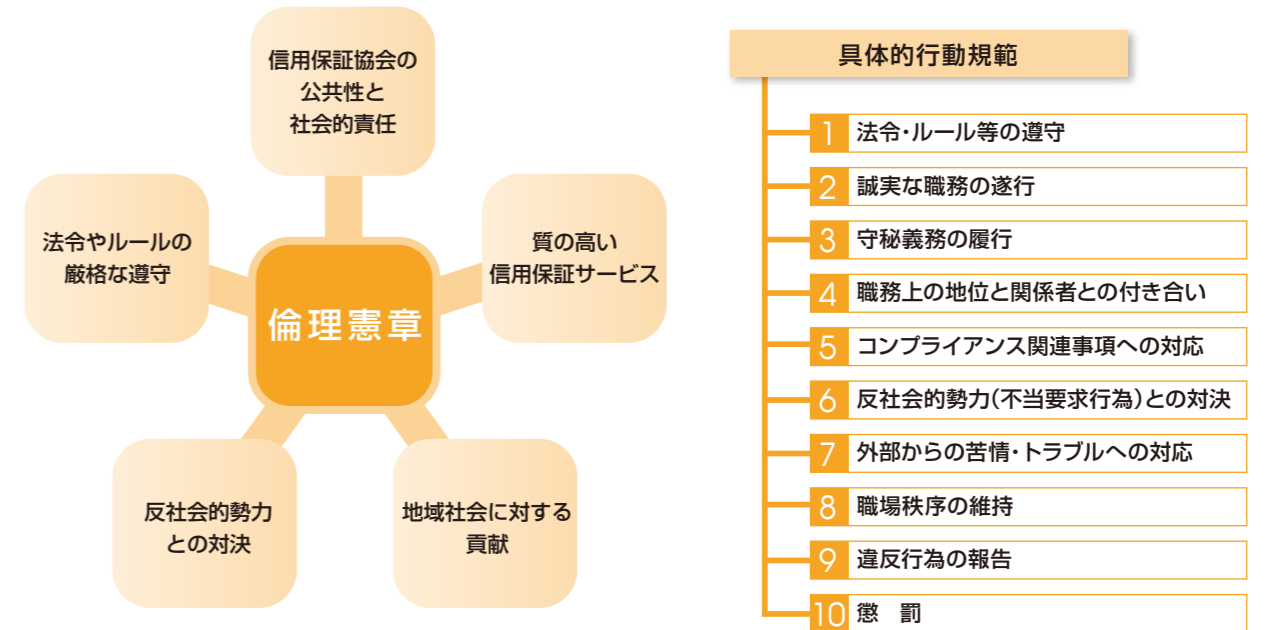 信用保証協会の
公共性と
社会的責任
法令やルールの
厳格な遵守
質の高い
信用保証サービス
倫理憲章
反社会的勢力
との対決
地域社会に対する
貢献
具体的行動規範
1 法令・ルール等の遵守
2 誠実な職務の遂行
3 守秘義務の履行
4 職務上の地位と関係者との付き合い
5 コンプライアンス関連事項への対応
6 反社会的勢力(不当要求行為)との対決
7 外部からの苦情・トラブルへの対応
8 職場秩序の維持
9 違反行為の報告
10 懲　罰